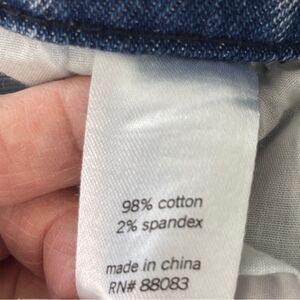 98% cotton
2% spandex
made in china
RN# 88083